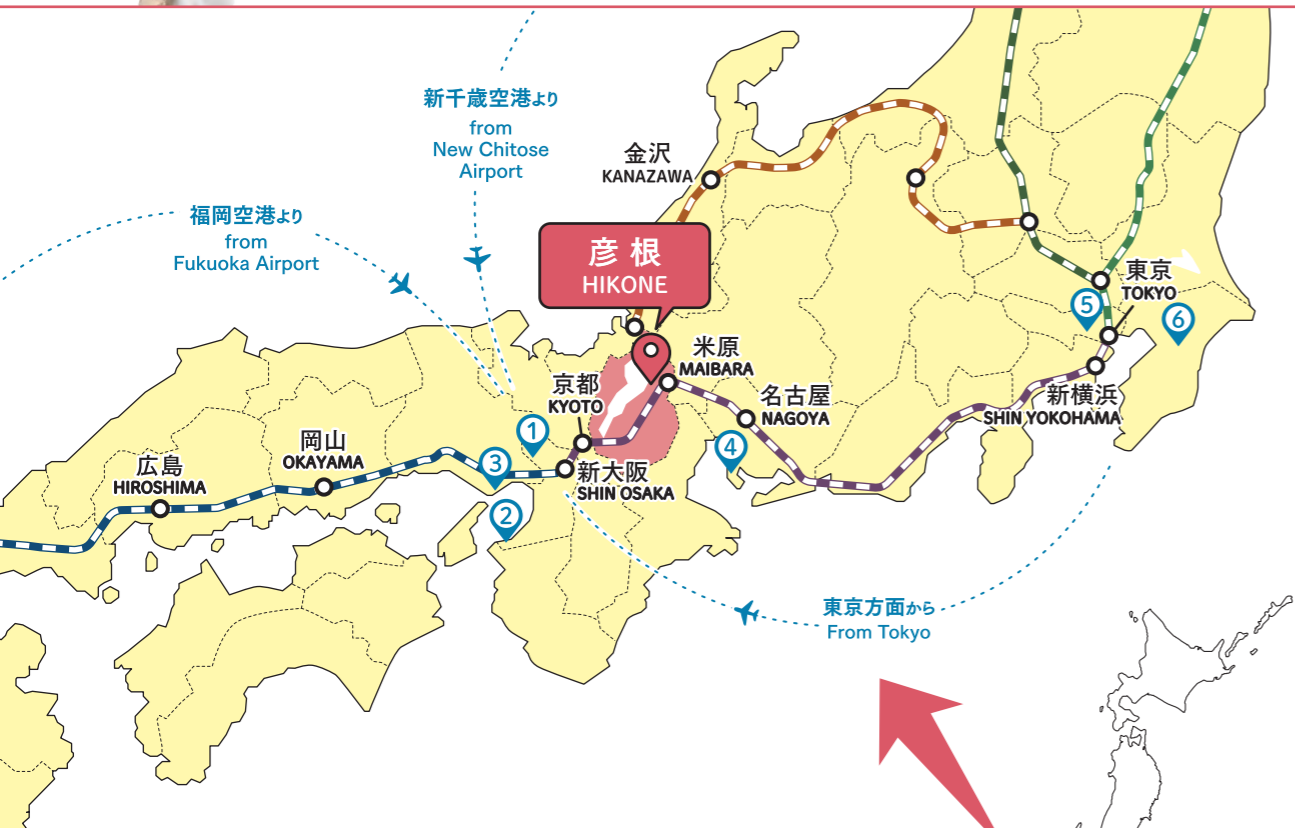 新千歳空港より
from
New Chitose
Airport
金沢
KANAZAWA
福岡空港より
from
Fukuoka Airport
彦根
HIKONE
東京
TOKYO
⑤
⑥
米原
MAIBARA
京都
KYOTO
名古屋
NAGOYA
新横浜
SHIN YOKOHAMA
①
④
岡山
OKAYAMA
③
広島
HIROSHIMA
新大阪
SHIN OSAKA
②
東京方面から
From Tokyo